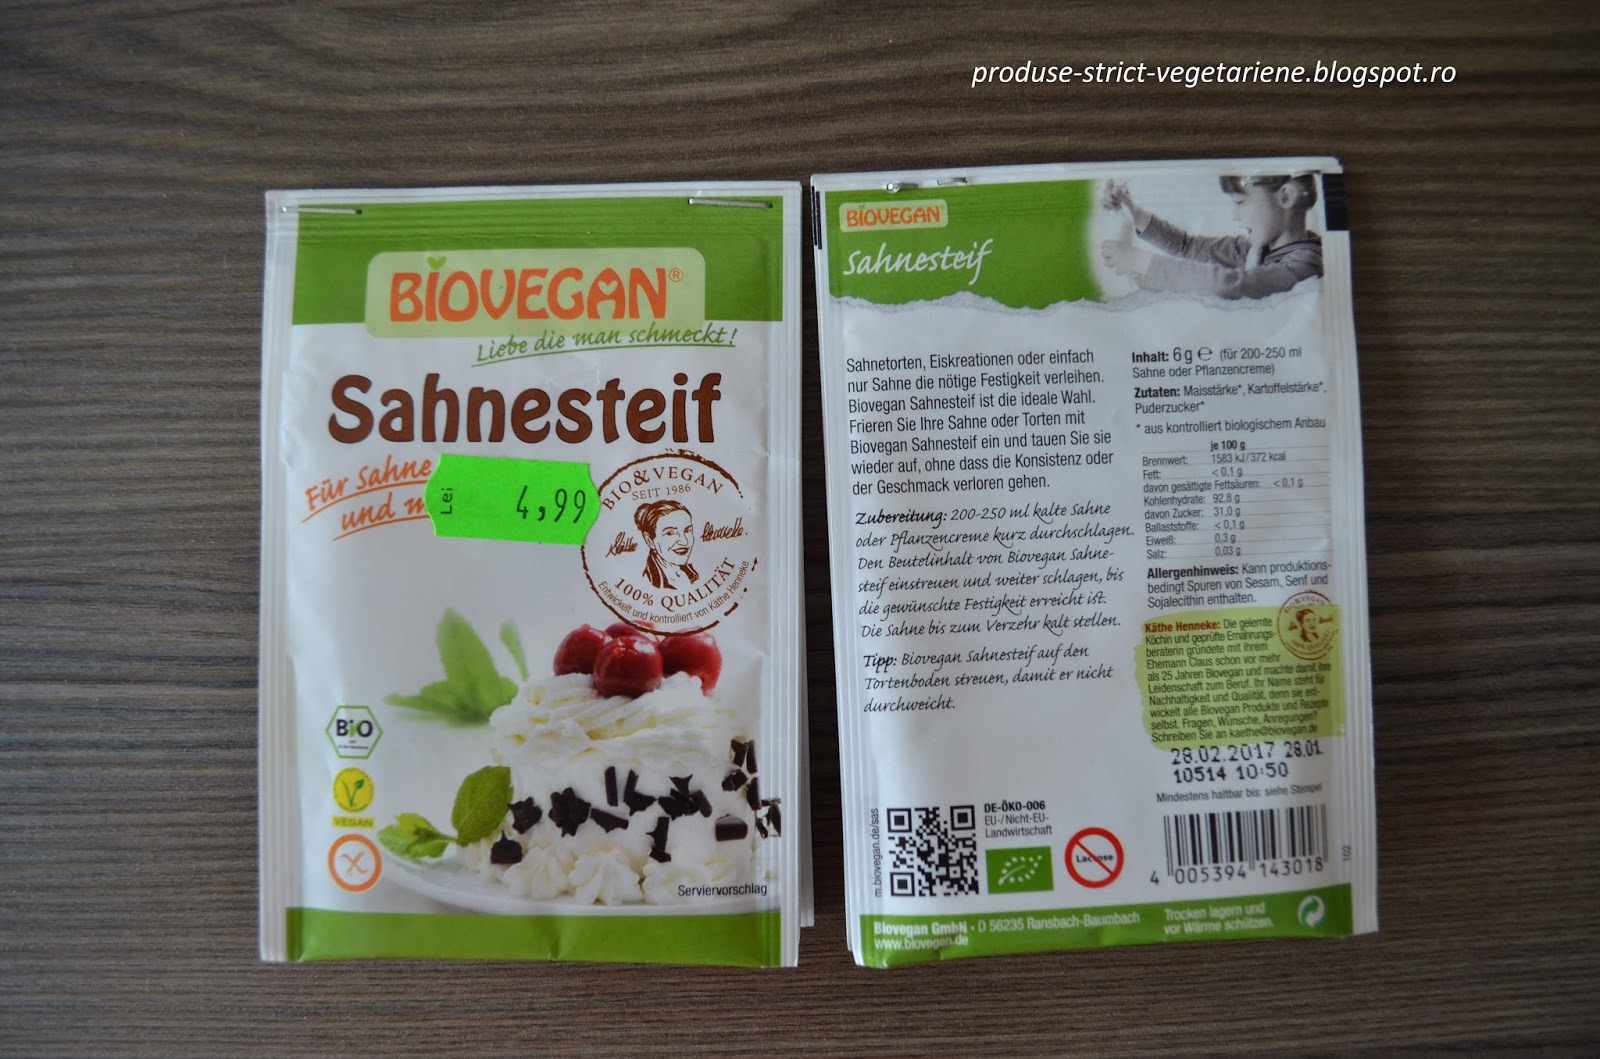 produse-strict-vegetariene.blogspot.ro
BIOVEGAN®
Liebe die man schmeckt!
Sahnesteif
Für Sahne
und
Lei 4,99
BIO & VEGAN
SEIT 1986
Käthe Henneke.
100% QUALITÄT
Entwickelt und kontrolliert von Käthe Henneke
BIO
VEGAN
Serviervorschlag
BIOVEGAN®
Sahnesteif
Sahnetorten, Eiskreationen oder einfach
nur Sahne die nötige Festigkeit verleihen.
Biovegan Sahnesteif ist die ideale Wahl.
Frieren Sie Ihre Sahne oder Torten mit
Biovegan Sahnesteif ein und tauen Sie sie
wieder auf, ohne dass die Konsistenz oder
der Geschmack verloren gehen.
Zubereitung: 200-250 ml kalte Sahne
oder Pflanzencreme kurz durchschlagen.
Den Beutelinhalt von Biovegan Sahne-
steif einstreuen und weiter schlagen, bis
die gewünschte Festigkeit erreicht ist.
Die Sahne bis zum Verzehr kalt stellen.
Tipp: Biovegan Sahnesteif auf den
Tortenboden streuen, damit er nicht
durchweicht.
Inhalt: 6 g ℮ (für 200-250 ml
Sahne oder Pflanzencreme)
Zutaten: Maisstärke*, Kartoffelstärke*,
Puderzucker*
* aus kontrolliert biologischem Anbau
je 100 g
Brennwert: 1583 kJ/372 kcal
Fett: < 0,1 g
davon gesättigte Fettsäuren: < 0,1 g
Kohlenhydrate: 92,8 g
davon Zucker: 31,0 g
Ballaststoffe: < 0,1 g
Eiweiß: 0,3 g
Salz: 0,03 g
Allergenhinweis: Kann produktions-
bedingt Spuren von Sesam, Senf und
Sojalecithin enthalten.
Käthe Henneke: Die gelernte
Köchin und geprüfte Ernährungs-
beraterin gründete mit ihrem
Ehemann Claus schon vor mehr
als 25 Jahren Biovegan und machte damit ihre
Leidenschaft zum Beruf. Ihr Name steht für
Nachhaltigkeit und Qualität, denn sie ent-
wickelt alle Biovegan Produkte und Rezepte
selbst. Fragen, Wünsche, Anregungen?
Schreiben Sie an kaethe@biovegan.de
28.02.2017 28.01
10514 10:50
Mindestens haltbar bis: siehe Stempel
m.biovegan.de/sas
DE-ÖKO-006
EU-/Nicht-EU-
Landwirtschaft
Lactose
4 005394 143018
102
Biovegan GmbH • D 56235 Ransbach-Baumbach
www.biovegan.de
Trocken lagern und
vor Wärme schützen.